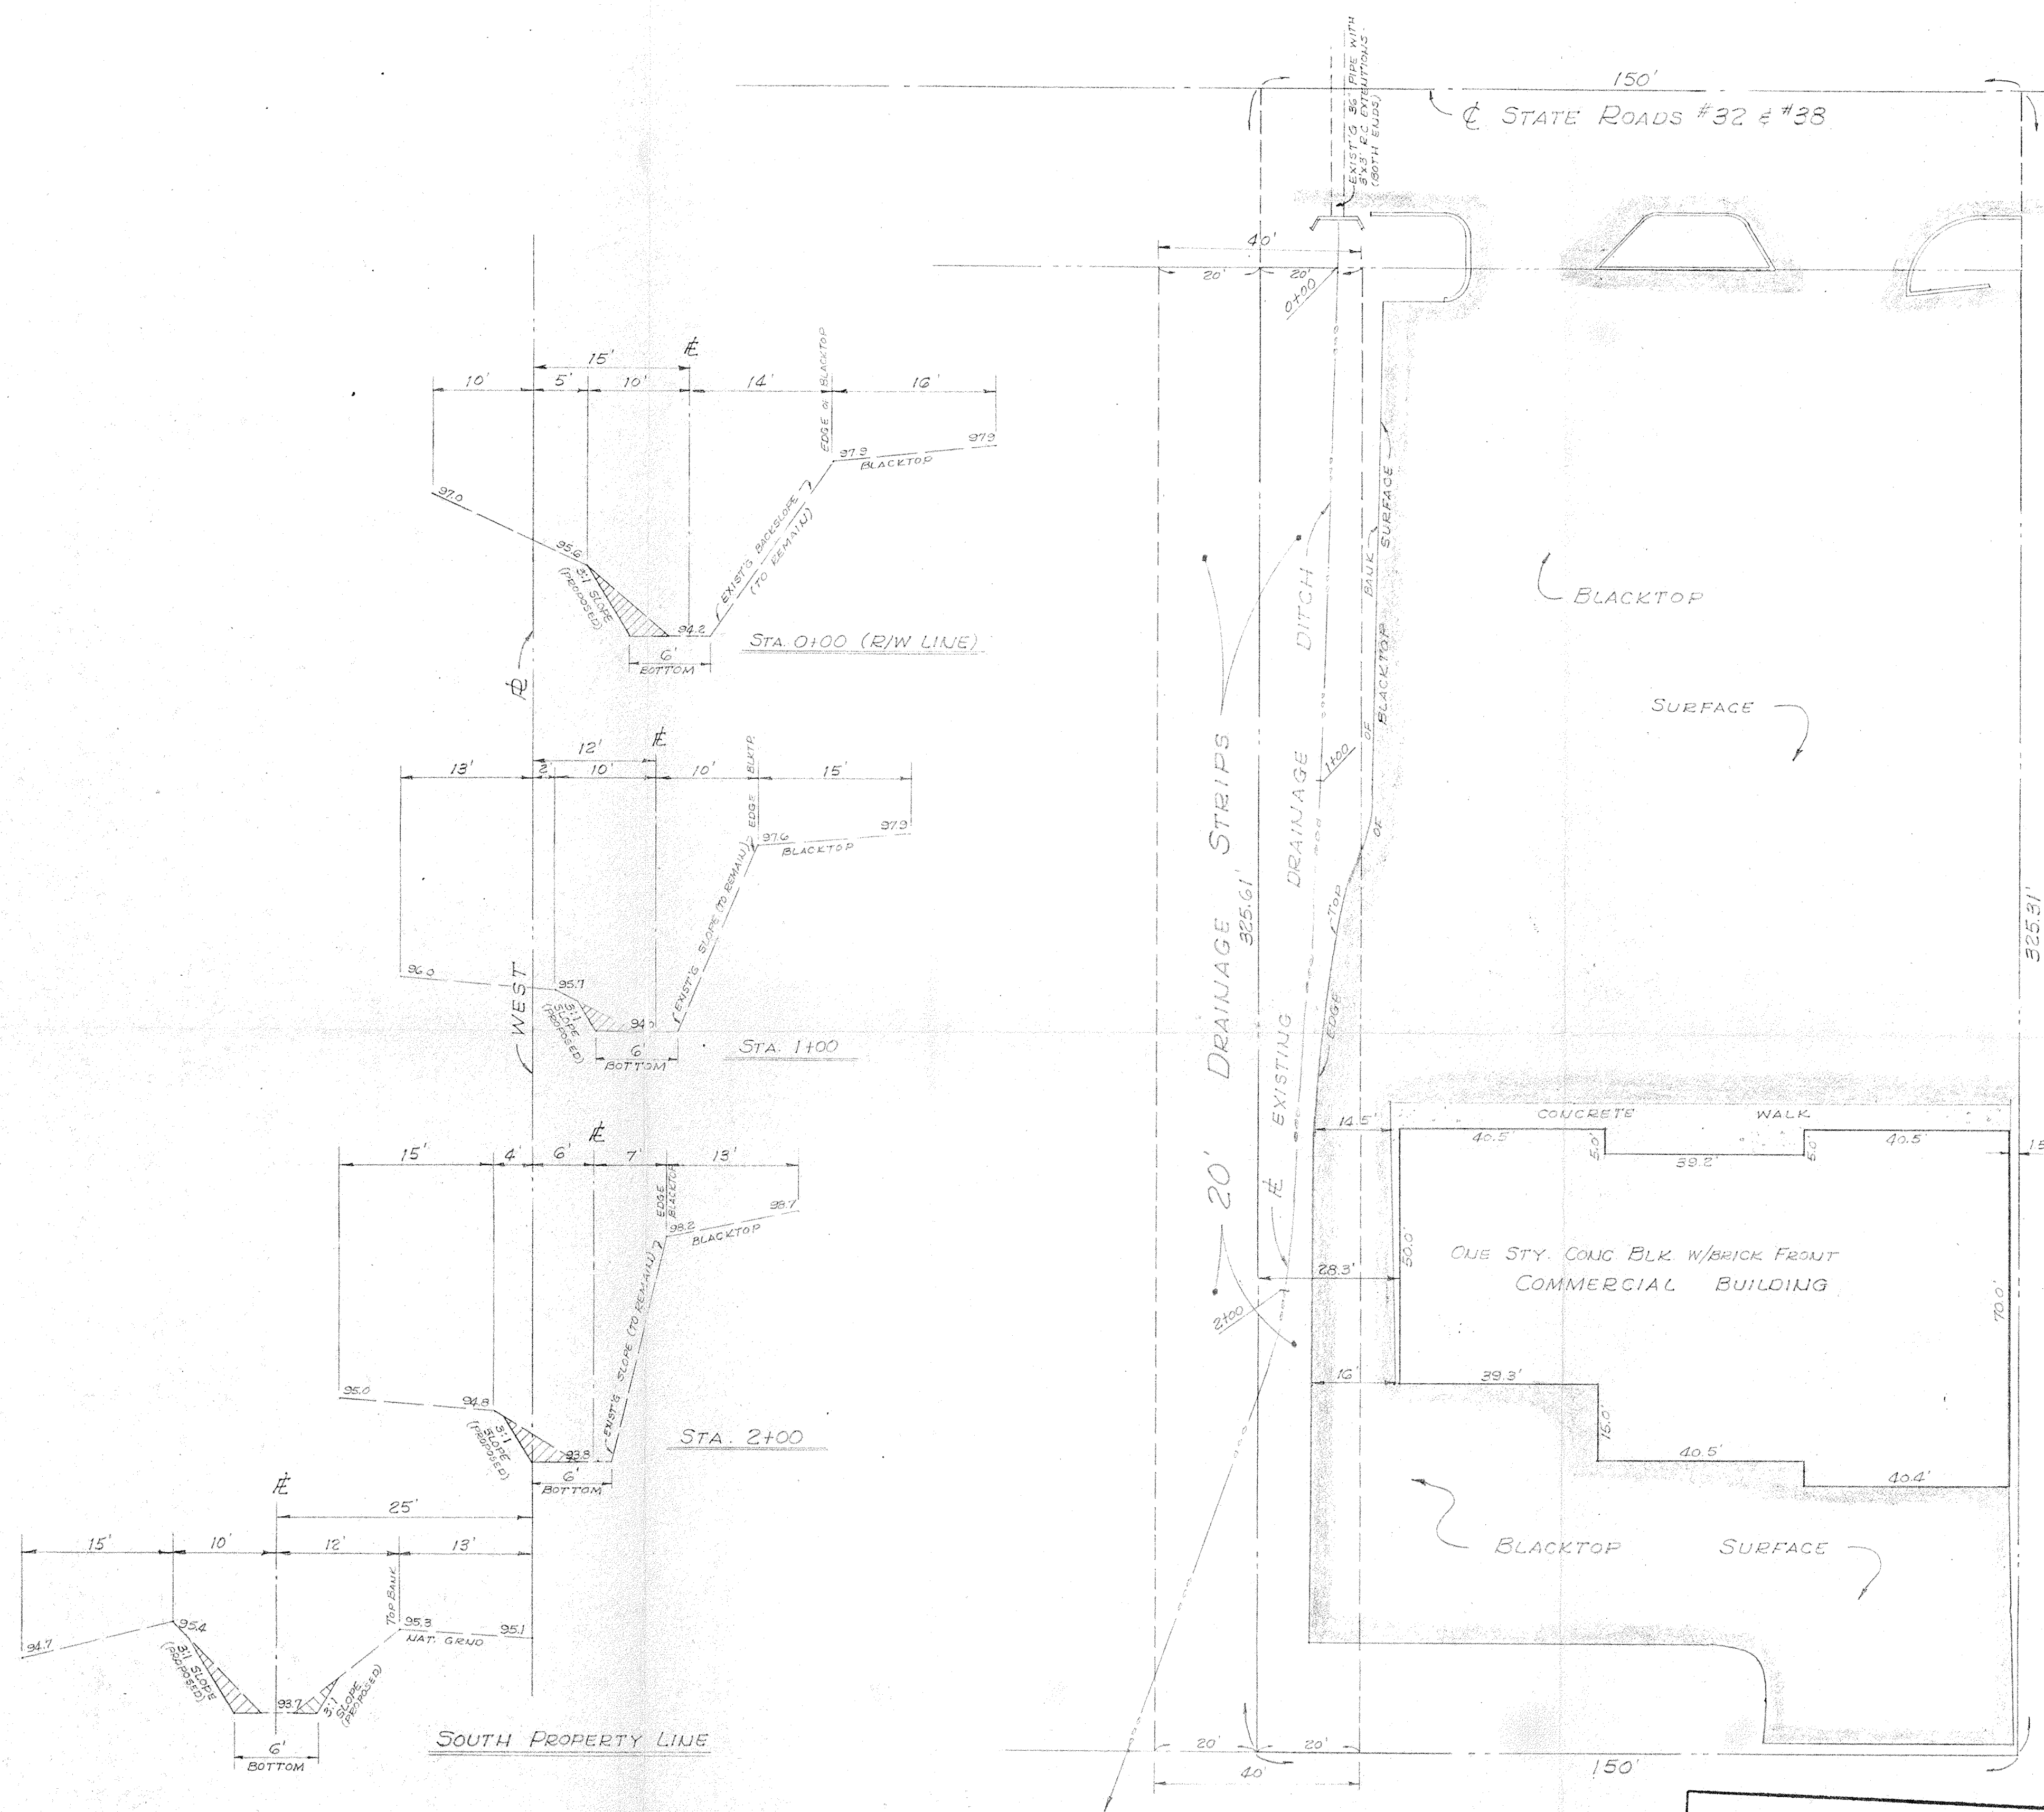 150'
℄ STATE ROADS #32 & #38
EXIST'G 36" PIPE WITH
3'X3' R.C. EXTENTIONS
(BOTH ENDS)
40'
20' 20'
0+00
15' ℄
10' 5' 10' 14' 16'
EDGE OF BLACKTOP
97.0
95.6
97.9
BLACKTOP
97.9
3:1 SLOPE
(PROPOSED)
EXIST'G BACKSLOPE
(TO REMAIN)
94.2
6'
BOTTOM
STA. 0+00 (R/W LINE)
WEST ℄
12' ℄
13' 2' 10' 10' 15'
EDGE BLKTP.
96.0
95.7
97.6
BLACKTOP
97.9
3:1
SLOPE
(PROPOSED)
EXIST'G SLOPE (TO REMAIN)
6'
BOTTOM
STA. 1+00
℄
15' 4' 6' 7' 13'
EDGE
BLACKTOP
95.0
94.8
98.2
BLACKTOP
98.7
3:1
SLOPE
(PROPOSED)
93.8
EXIST'G SLOPE (TO REMAIN)
6'
BOTTOM
STA. 2+00
℄
25'
15' 10' 12' 13'
TOP BANK
94.7
95.4
95.3
NAT. GRND
95.1
3:1 SLOPE
(PROPOSED)
93.7
3:1
SLOPE
(PROPOSED)
6'
BOTTOM
SOUTH PROPERTY LINE
20' DRAINAGE STRIPS
325.61'
℄ EXISTING DRAINAGE DITCH
1+00
2+00
EDGE OF BLACKTOP SURFACE
TOP OF BANK
BLACKTOP
SURFACE
325.31'
CONCRETE WALK
14.5'
40.5' 5.0' 39.2' 5.0' 40.5'
15
28.3'
50.0'
ONE STY. CONC. BLK. W/BRICK FRONT
COMMERCIAL BUILDING
70.0'
16'
39.3'
15.0'
40.5'
40.4'
BLACKTOP SURFACE
20' 20'
40'
150'